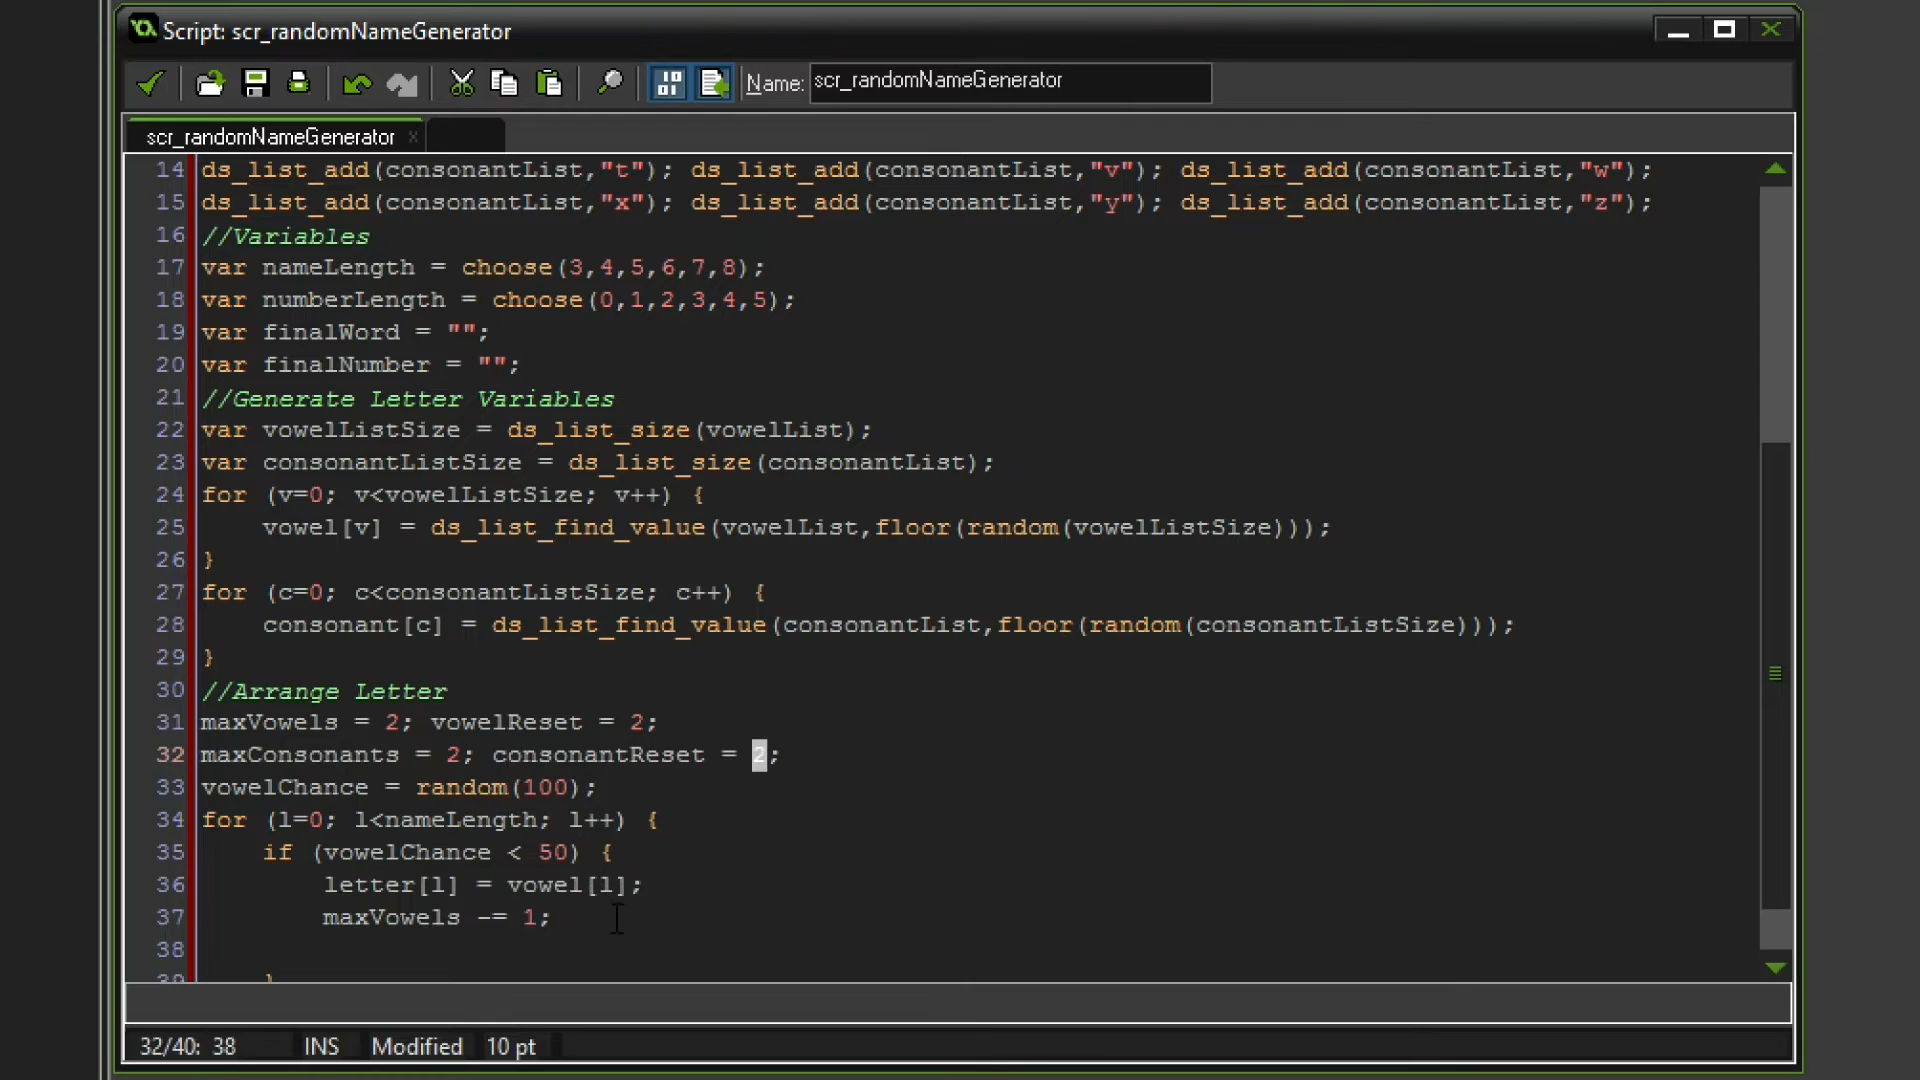 Script: scr_randomNameGenerator
Name: scr_randomNameGenerator
scr_randomNameGenerator ×
14 ds_list_add(consonantList,"t"); ds_list_add(consonantList,"v"); ds_list_add(consonantList,"w");
15 ds_list_add(consonantList,"x"); ds_list_add(consonantList,"y"); ds_list_add(consonantList,"z");
16 //Variables
17 var nameLength = choose(3,4,5,6,7,8);
18 var numberLength = choose(0,1,2,3,4,5);
19 var finalWord = "";
20 var finalNumber = "";
21 //Generate Letter Variables
22 var vowelListSize = ds_list_size(vowelList);
23 var consonantListSize = ds_list_size(consonantList);
24 for (v=0; v<vowelListSize; v++) {
25 vowel[v] = ds_list_find_value(vowelList,floor(random(vowelListSize)));
26 }
27 for (c=0; c<consonantListSize; c++) {
28 consonant[c] = ds_list_find_value(consonantList,floor(random(consonantListSize)));
29 }
30 //Arrange Letter
31 maxVowels = 2; vowelReset = 2;
32 maxConsonants = 2; consonantReset = 2;
33 vowelChance = random(100);
34 for (l=0; l<nameLength; l++) {
35 if (vowelChance < 50) {
36 letter[l] = vowel[l];
37 maxVowels -= 1;
38
39 }
32/40: 38 INS Modified 10 pt